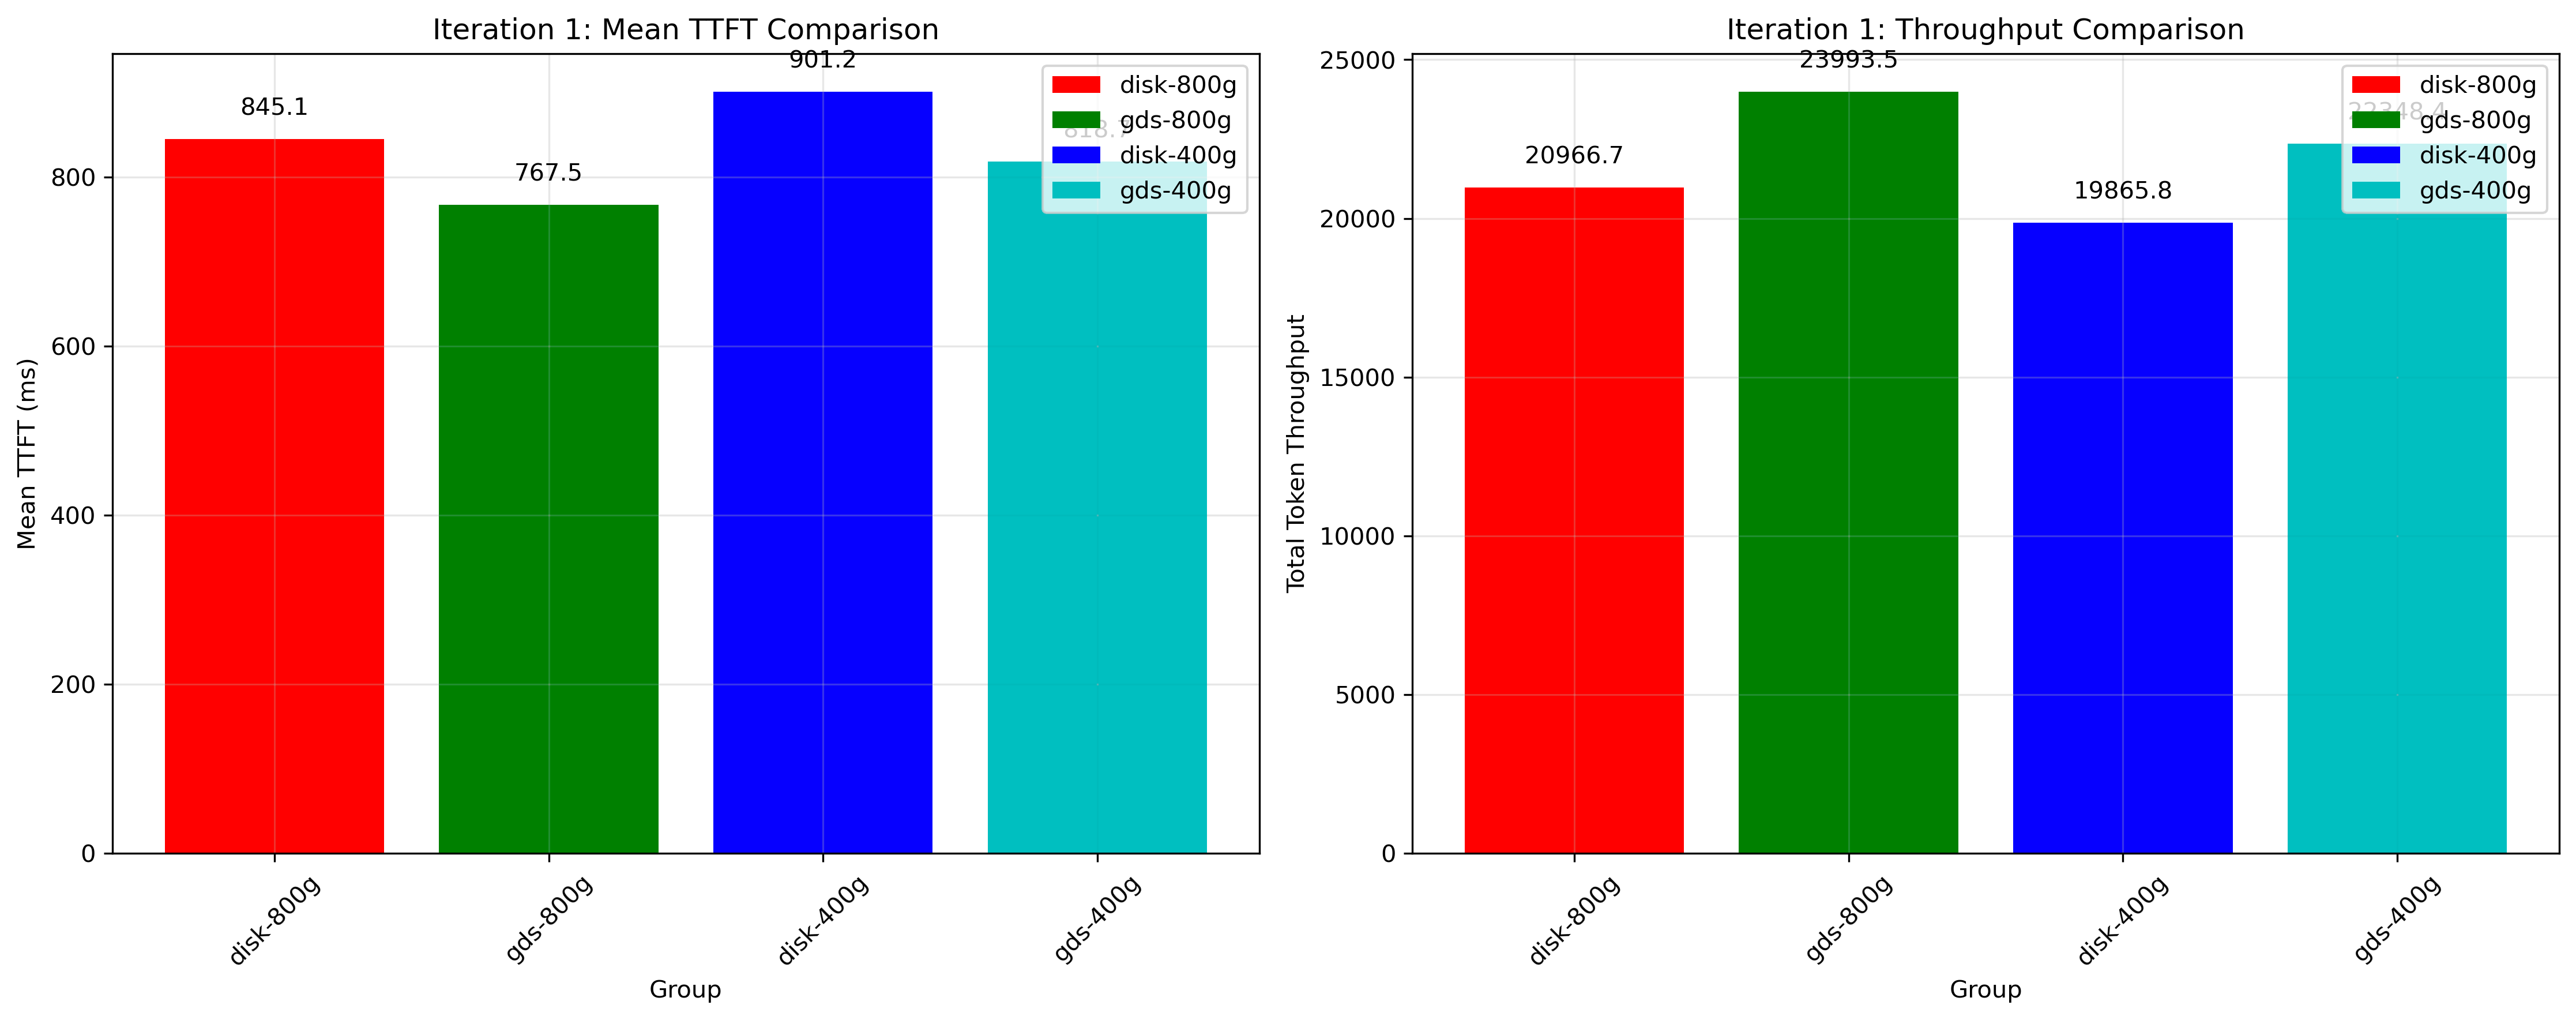 Iteration 1: Mean TTFT Comparison
901.2
845.1
767.5
disk-800g
gds-800g
disk-400g
gds-400g
Mean TTFT (ms)
800
600
400
200
0
disk-800g
gds-800g
disk-400g
gds-400g
Group
Iteration 1: Throughput Comparison
23993.5
20966.7
19865.8
22348.4
disk-800g
gds-800g
disk-400g
gds-400g
Total Token Throughput
25000
20000
15000
10000
5000
0
disk-800g
gds-800g
disk-400g
gds-400g
Group